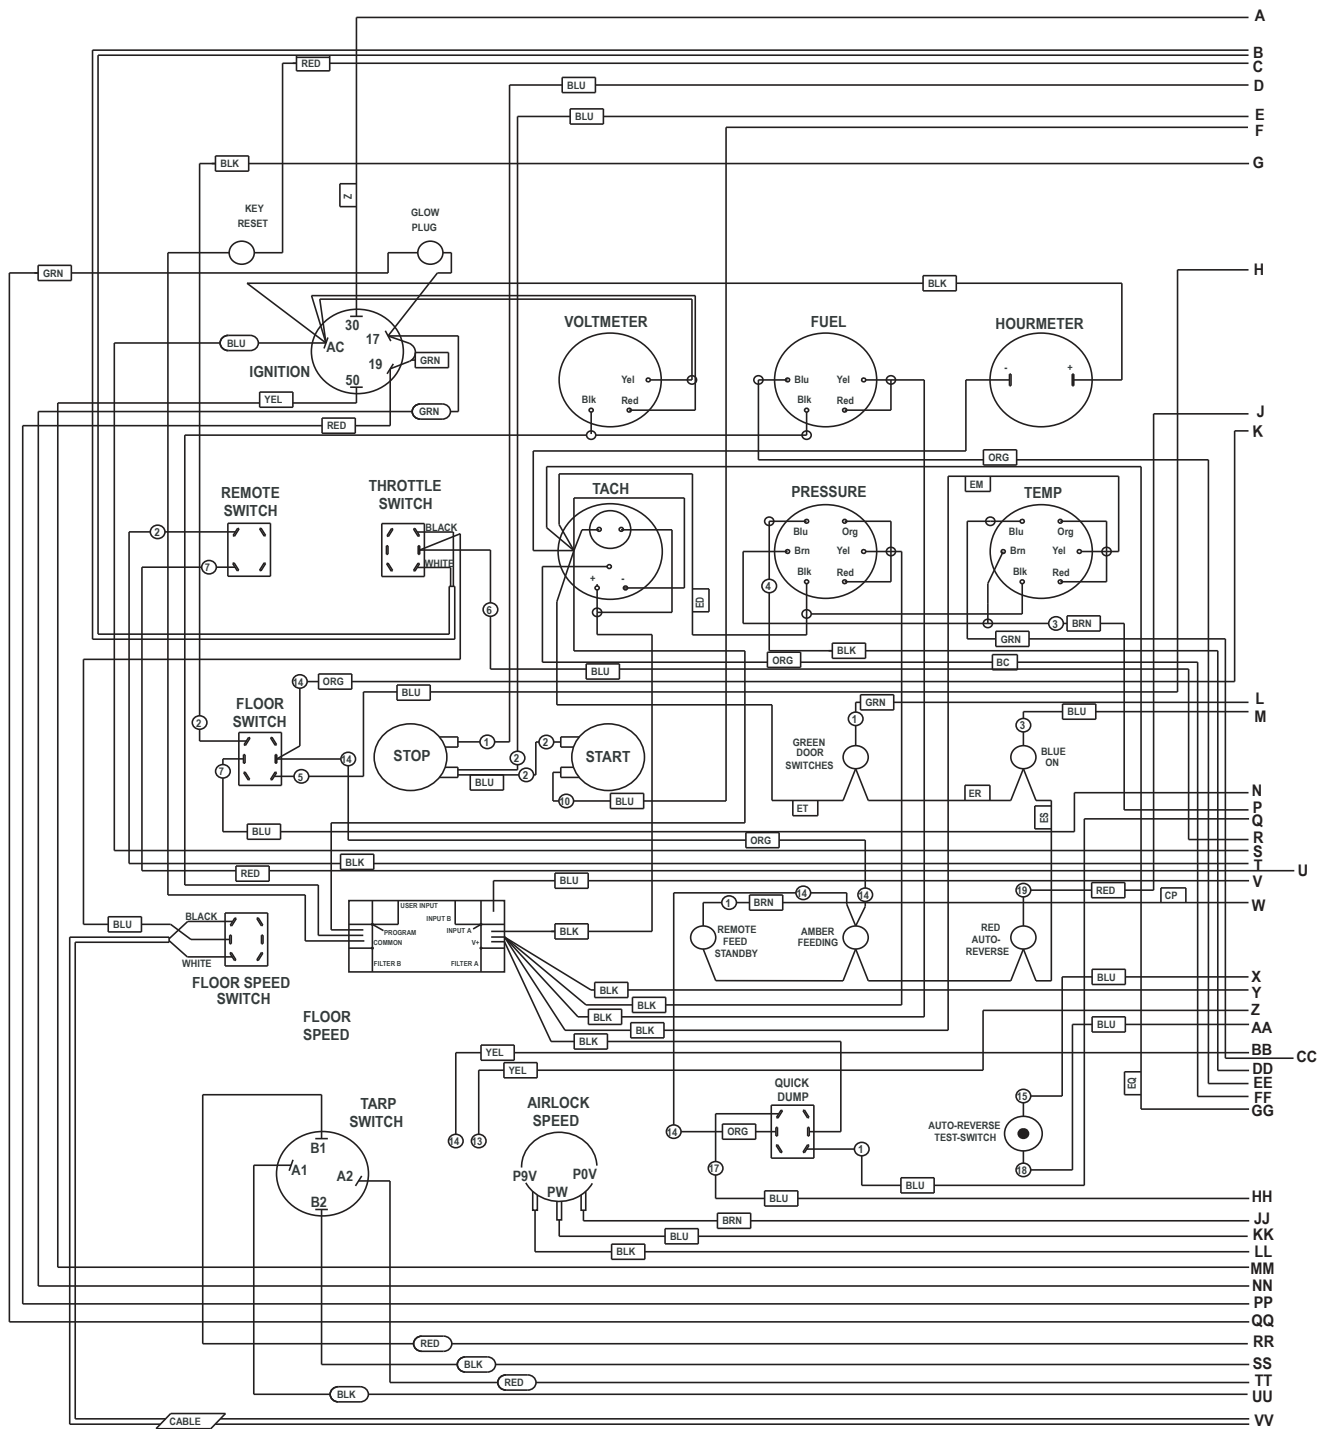 A
B
RED
C
BLU
D
BLU
E
F
BLK
G
Z
KEY
RESET
GLOW
PLUG
GRN
H
BLK
30
17
AC
19
50
IGNITION
BLU
GRN
YEL
GRN
RED
VOLTMETER
Yel
Blk
Red
FUEL
Blu
Yel
Blk
Red
HOURMETER
-
+
J
K
ORG
REMOTE
SWITCH
2
7
THROTTLE
SWITCH
BLACK
WHITE
6
TACH
+
-
ED
PRESSURE
Blu
Org
Brn
Yel
Blk
Red
4
EM
TEMP
Blu
Org
Brn
Yel
Blk
Red
3
BRN
GRN
BLK
ORG
BC
BLU
14
ORG
BLU
L
M
FLOOR
SWITCH
2
7
14
5
STOP
1
2
BLU
2
2
START
10
BLU
1
GRN
GREEN
DOOR
SWITCHES
3
BLU
BLUE
ON
ET
ER
ES
N
P
Q
BLU
ORG
R
S
BLK
T
RED
U
BLU
V
14
14
19
RED
CP
1
BRN
W
BLU
BLACK
WHITE
FLOOR SPEED
SWITCH
USER INPUT
INPUT B
PROGRAM
INPUT A
COMMON
V+
FILTER B
FILTER A
FLOOR
SPEED
BLK
REMOTE
FEED
STANDBY
AMBER
FEEDING
RED
AUTO-
REVERSE
BLU
X
BLK
Y
BLK
BLK
Z
BLK
BLU
AA
BLK
YEL
BB
CC
YEL
DD
EE
FF
GG
EQ
14
13
TARP
SWITCH
B1
A1
A2
B2
AIRLOCK
SPEED
P9V
P0V
PW
QUICK
DUMP
14
ORG
1
17
BLU
15
AUTO-REVERSE
TEST-SWITCH
18
BLU
HH
BRN
JJ
BLU
KK
BLK
LL
MM
NN
PP
QQ
RED
RR
BLK
SS
RED
TT
BLK
UU
CABLE
VV